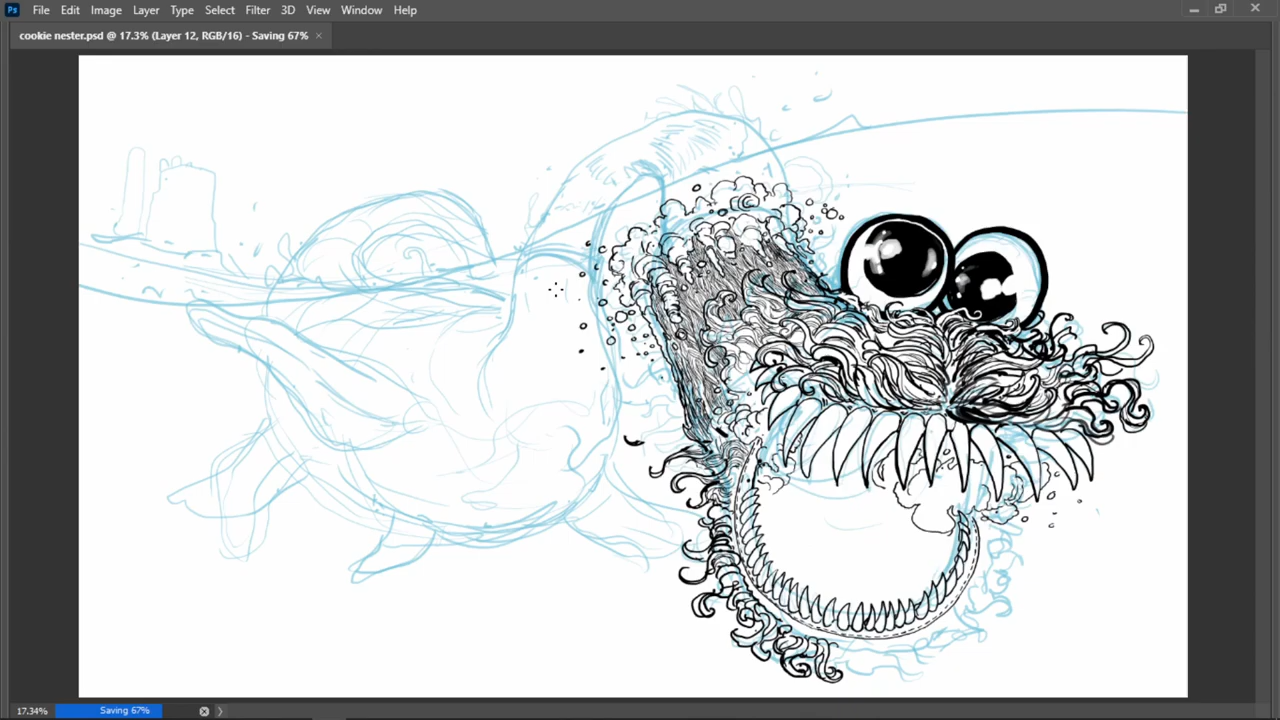 Ps File Edit Image Layer Type Select Filter 3D View Window Help
cookie nester.psd @ 17.3% (Layer 12, RGB/16) - Saving 67% ×
17.34% Saving 67%